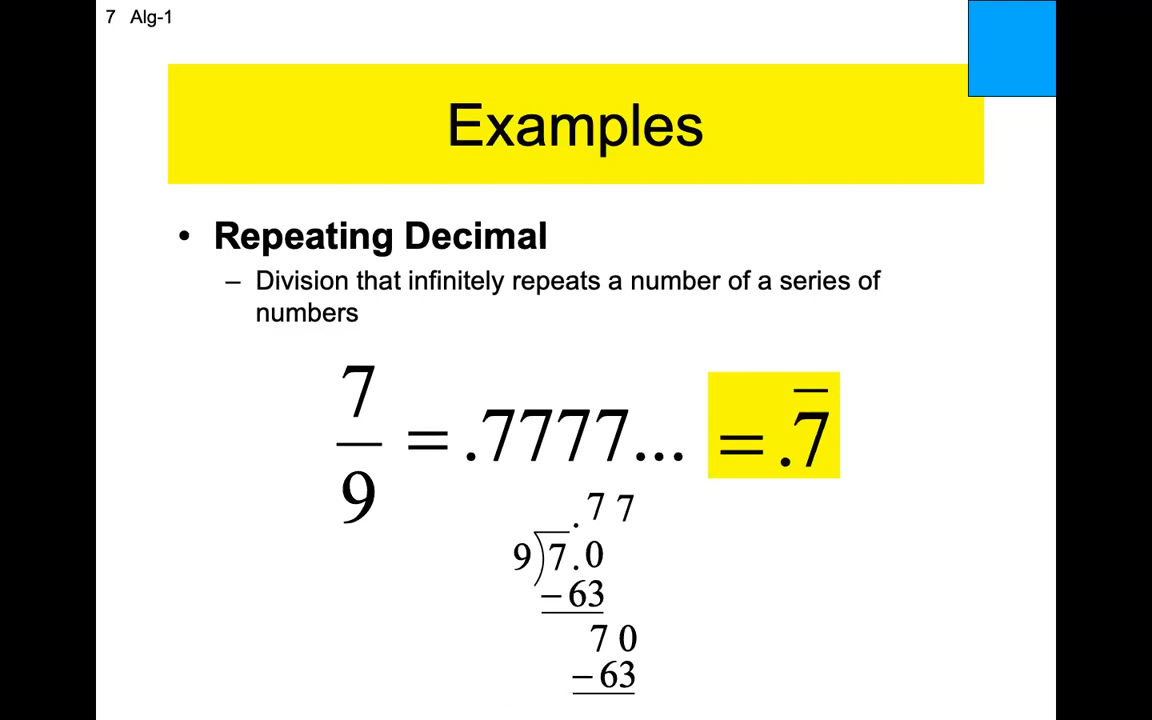 7 Alg-1
Examples
• Repeating Decimal
– Division that infinitely repeats a number of a series of
numbers
7/9 = .7777... = .7̅
.7 7
9)7.0
−63
7 0
−63